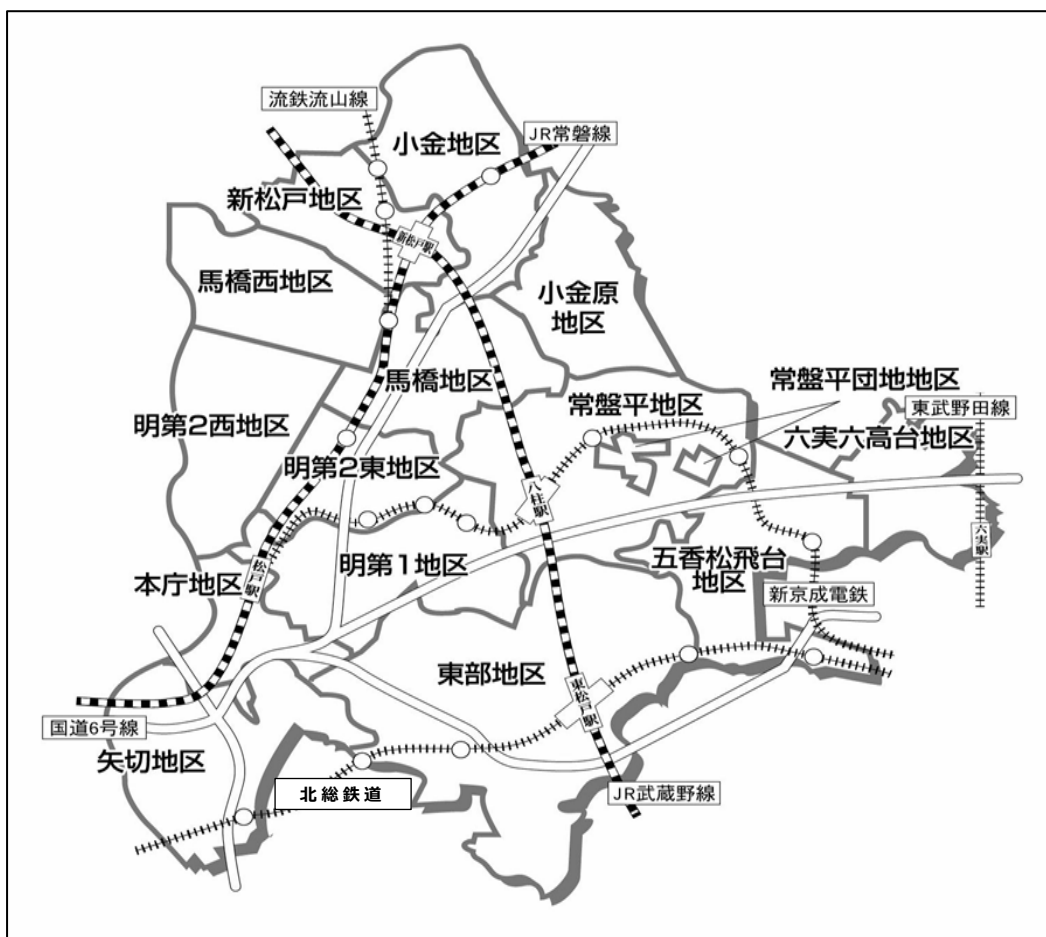 流鉄流山線
小金地区
JR常磐線
新松戸地区
新松戸駅
馬橋西地区
小金原
地区
馬橋地区
常盤平団地地区
常盤平地区
東武野田線
明第2西地区
六実六高台地区
明第2東地区
八柱駅
六実駅
五香松飛台
地区
明第1地区
本庁地区
松戸駅
新京成電鉄
東部地区
東松戸駅
国道6号線
矢切地区
北総鉄道
JR武蔵野線